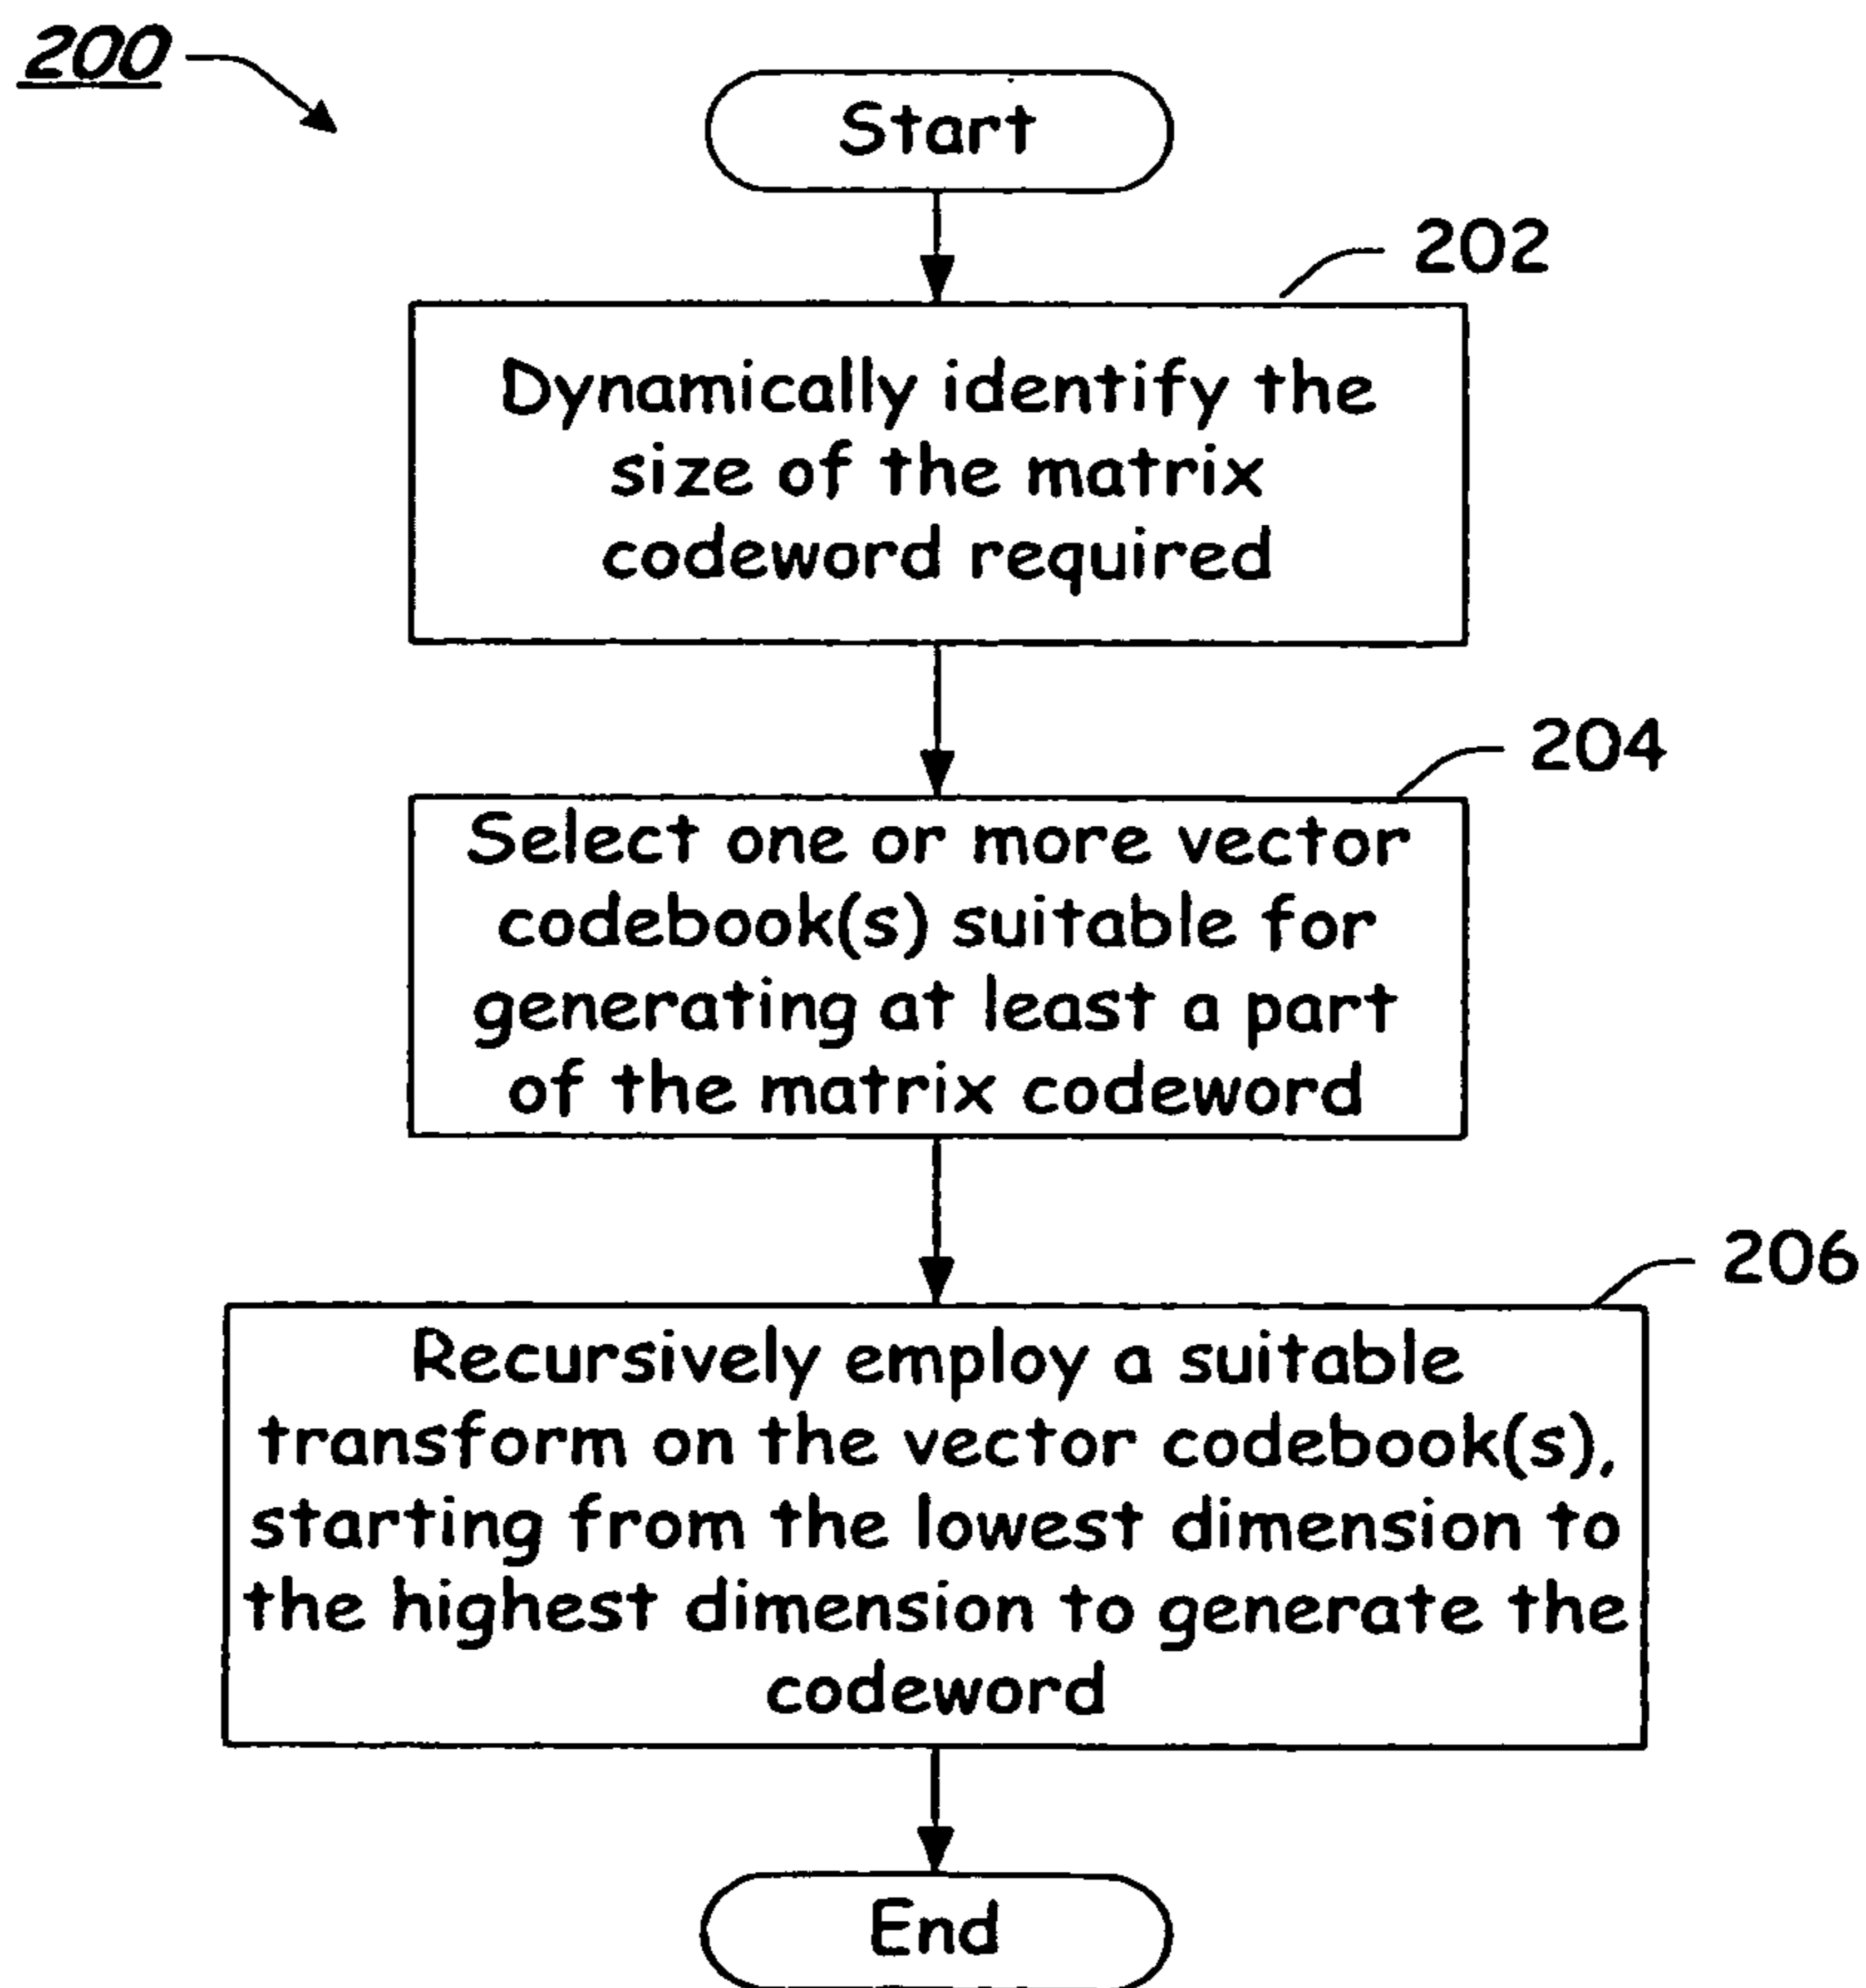 200
Start
202
Dynamically identify the
size of the matrix
codeword required
204
Select one or more vector
codebook(s) suitable for
generating at least a part
of the matrix codeword
206
Recursively employ a suitable
transform on the vector codebook(s),
starting from the lowest dimension to
the highest dimension to generate the
codeword
End